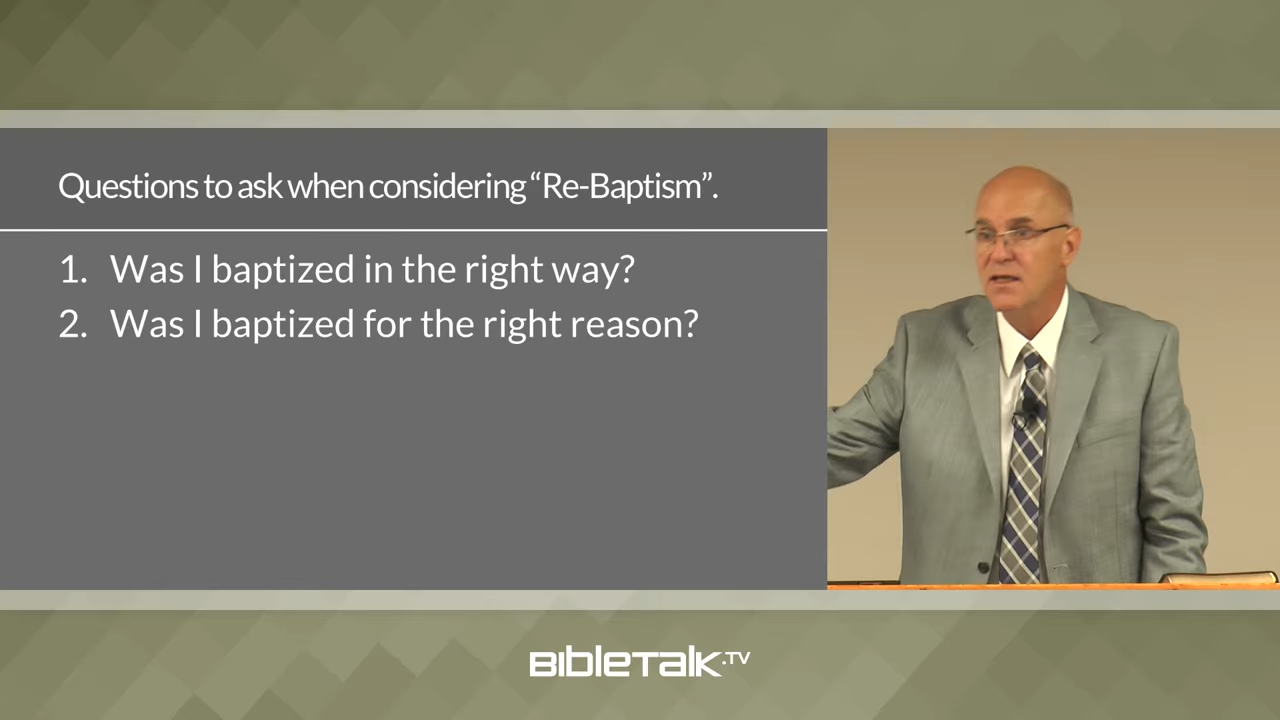 Questions to ask when considering “Re-Baptism”.
1. Was I baptized in the right way?
2. Was I baptized for the right reason?
BibleTalk.TV